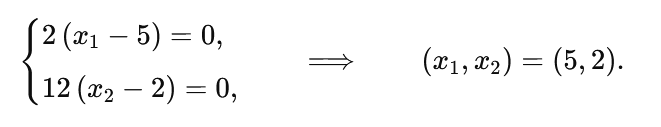 2 (x₁ − 5) = 0,
⟹ (x₁, x₂) = (5, 2).
12 (x₂ − 2) = 0,